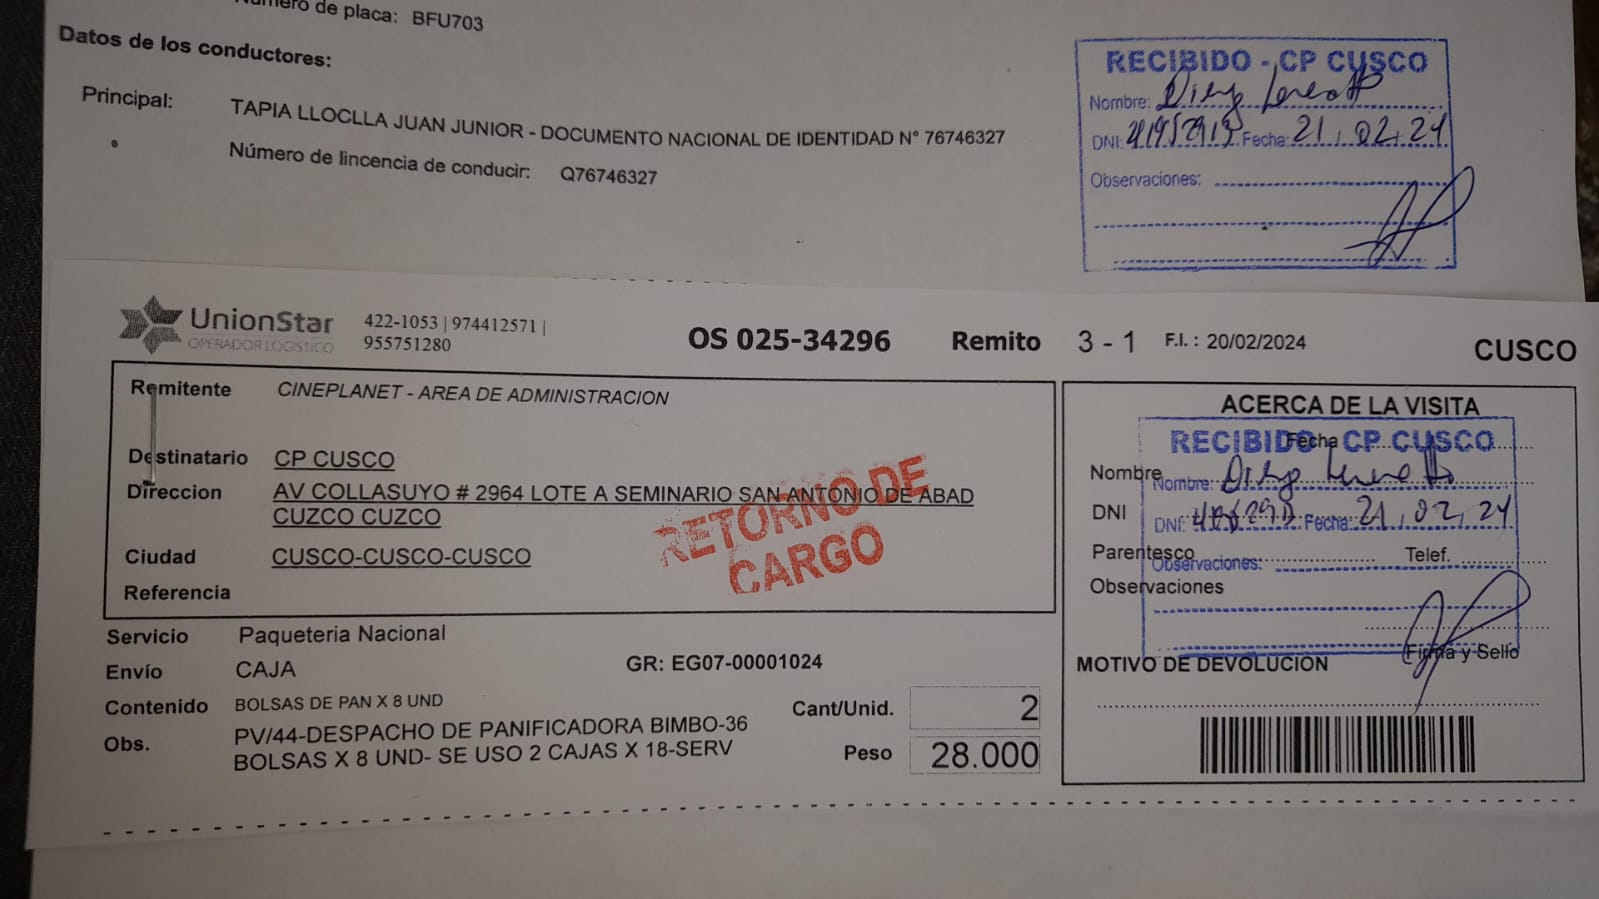 Número de placa: BFU703
Datos de los conductores:
Principal: TAPIA LLOCLLA JUAN JUNIOR - DOCUMENTO NACIONAL DE IDENTIDAD N° 76746327
Número de lincencia de conducir: Q76746327
RECIBIDO - CP CUSCO
Nombre: Diego
DNI: Fecha: 21.02.24
Observaciones:
UnionStar
OPERADOR LOGISTICO
422-1053 | 974412571 |
955751280
OS 025-34296 Remito 3 - 1 F.I. : 20/02/2024 CUSCO
Remitente CINEPLANET - AREA DE ADMINISTRACION
Destinatario CP CUSCO
Direccion AV COLLASUYO # 2964 LOTE A SEMINARIO SAN ANTONIO DE ABAD
CUZCO CUZCO
Ciudad CUSCO-CUSCO-CUSCO
Referencia
RETORNO DE
CARGO
Servicio Paqueteria Nacional
Envío CAJA GR: EG07-00001024
Contenido BOLSAS DE PAN X 8 UND
Obs. PV/44-DESPACHO DE PANIFICADORA BIMBO-36
BOLSAS X 8 UND- SE USO 2 CAJAS X 18-SERV
Cant/Unid. 2
Peso 28.000
ACERCA DE LA VISITA
Fecha
RECIBIDO CP CUSCO
Nombre
Nombre: Diego
DNI
DNI: Fecha: 21.02.24
Parentesco Telef.
Observaciones:
Observaciones
Firma y Sello
MOTIVO DE DEVOLUCION